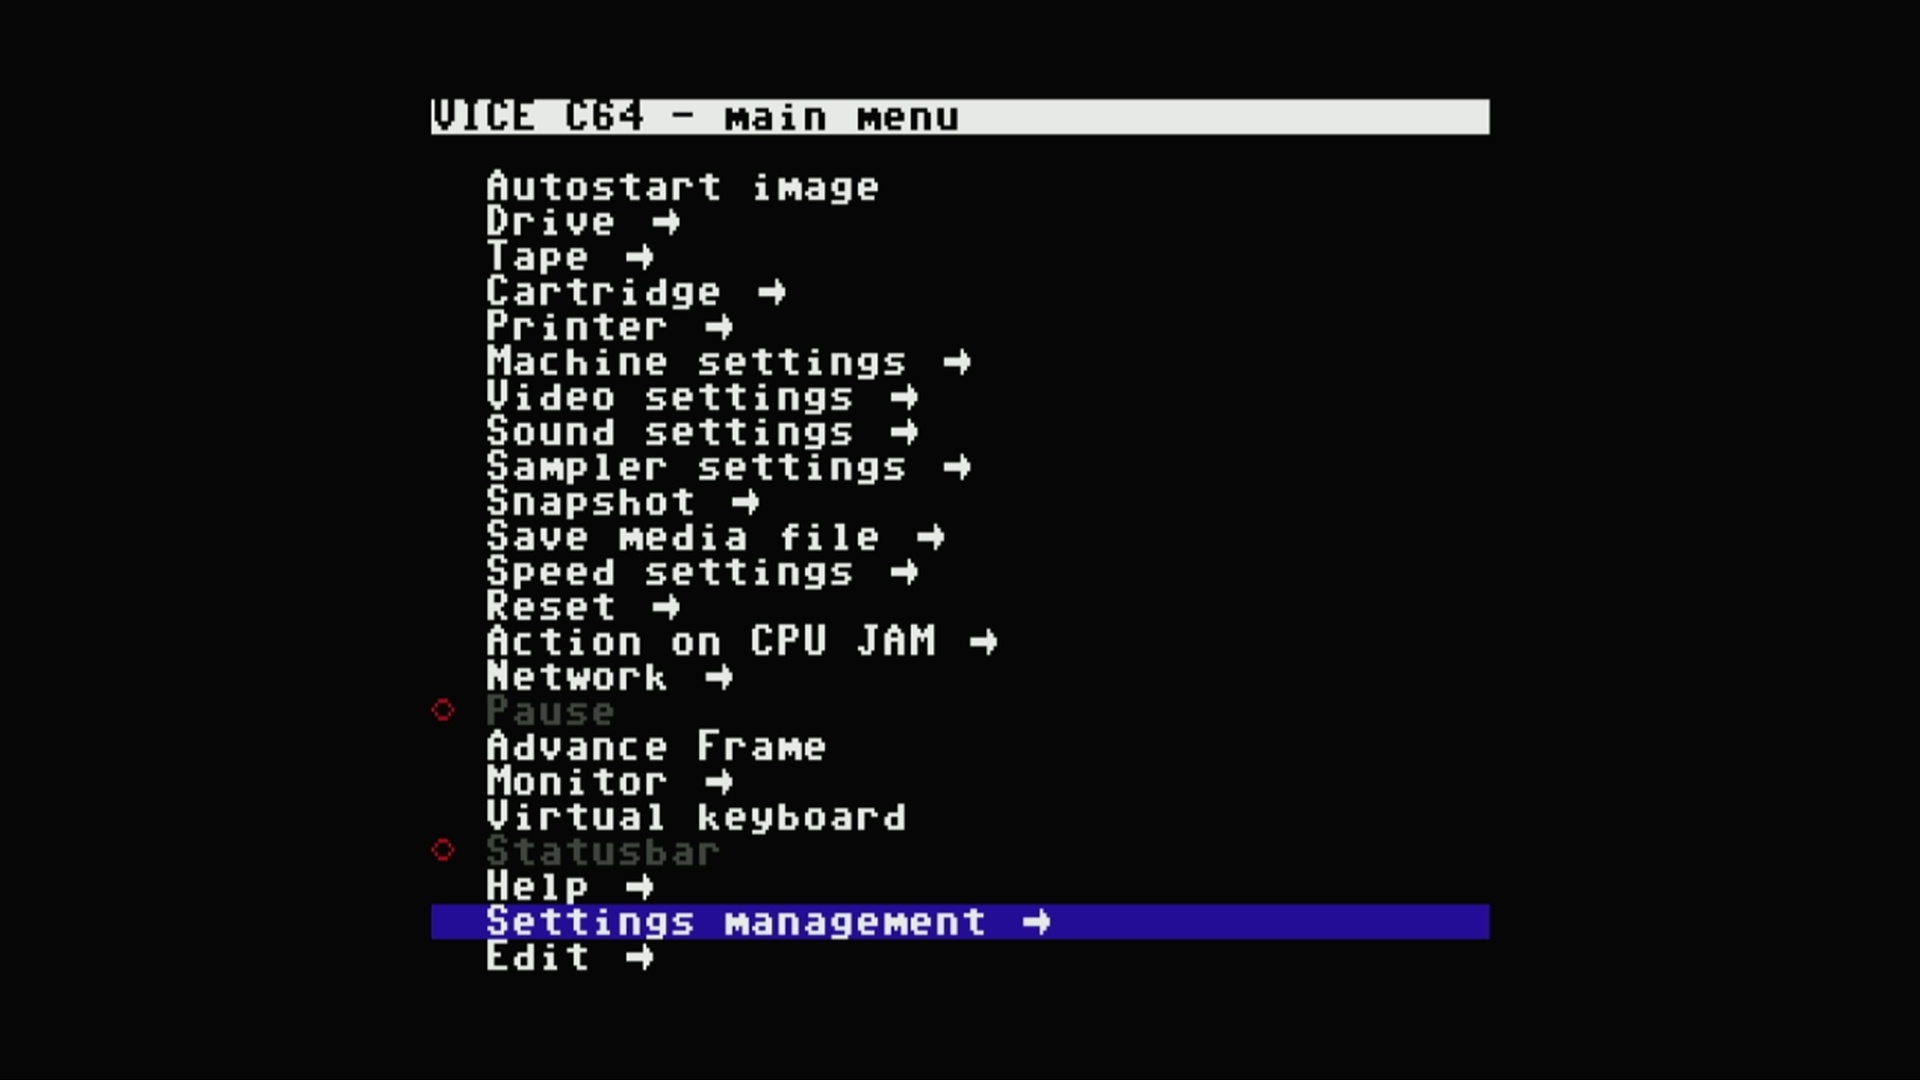 VICE C64 - main menu
Autostart image
Drive →
Tape →
Cartridge →
Printer →
Machine settings →
Video settings →
Sound settings →
Sampler settings →
Snapshot →
Save media file →
Speed settings →
Reset →
Action on CPU JAM →
Network →
Pause
Advance Frame
Monitor →
Virtual keyboard
Statusbar
Help →
Settings management →
Edit →